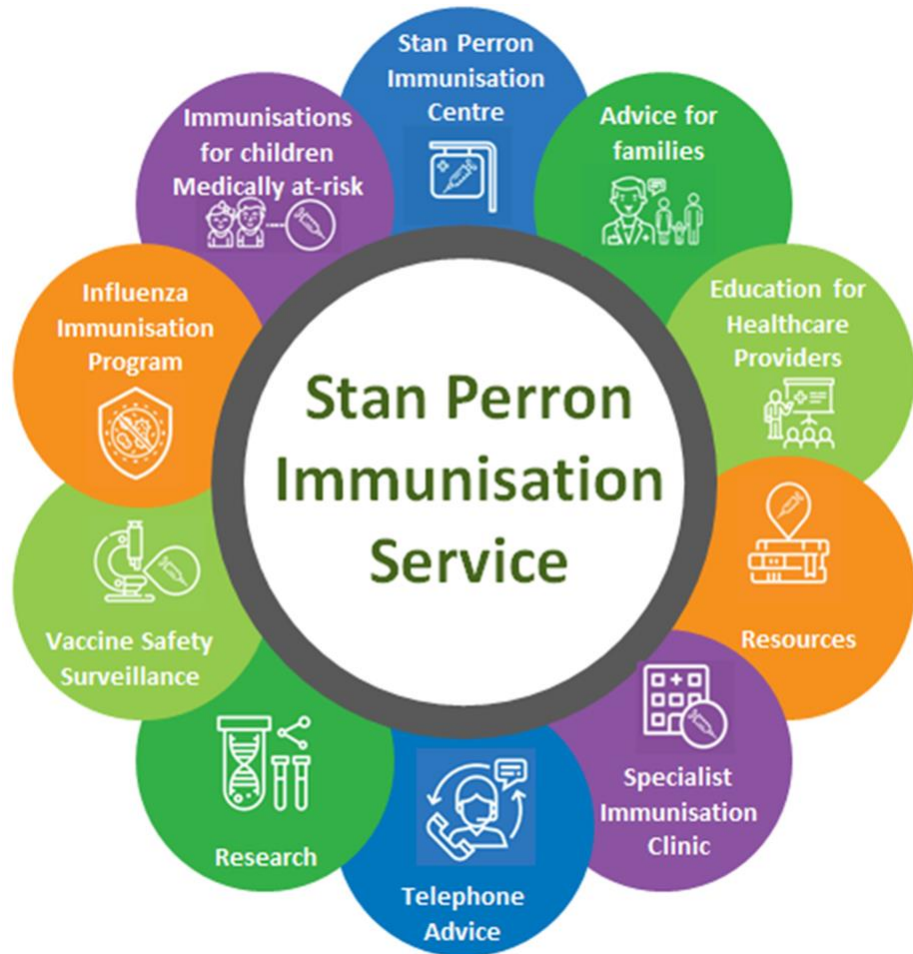 Stan Perron
Immunisation
Centre
Advice for
families
Education for
Healthcare
Providers
Resources
Specialist
Immunisation
Clinic
Telephone
Advice
Research
Vaccine Safety
Surveillance
Influenza
Immunisation
Program
Immunisations
for children
Medically at-risk
Stan Perron
Immunisation
Service